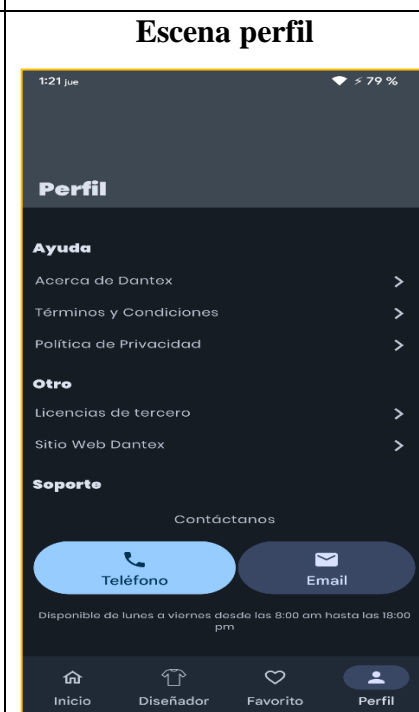 Escena perfil
1:21 jue
79 %
Perfil
Ayuda
Acerca de Dantex
Términos y Condiciones
Política de Privacidad
Otro
Licencias de tercero
Sitio Web Dantex
Soporte
Contáctanos
Teléfono
Email
Disponible de lunes a viernes desde las 8:00 am hasta las 18:00
pm
Inicio
Diseñador
Favorito
Perfil